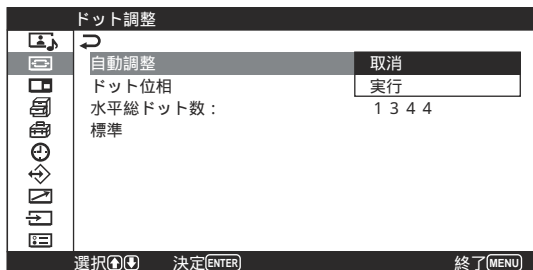 ドット調整
自動調整 取消
ドット位相 実行
水平総ドット数： １３４４
標準
選択 決定ENTER 終了MENU